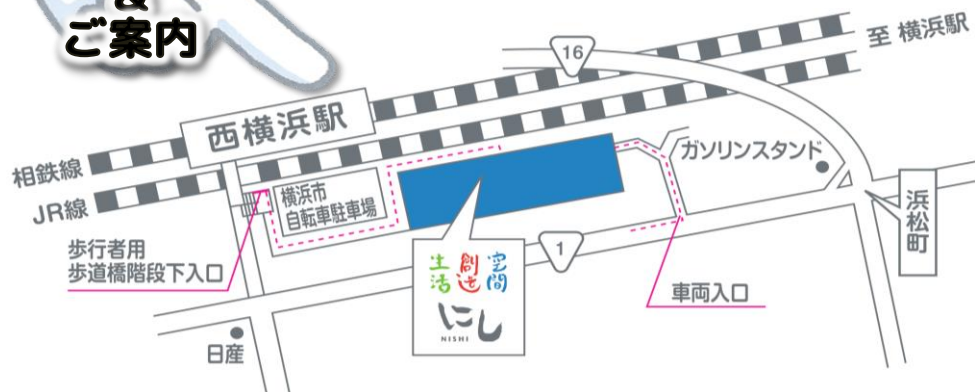 &
ご案内
16
至 横浜駅
西横浜駅
相鉄線
JR線
ガソリンスタンド
横浜市
自転車駐車場
浜松町
歩行者用
歩道橋階段下入口
1
生活
創造
空間
にし
NISHI
車両入口
日産